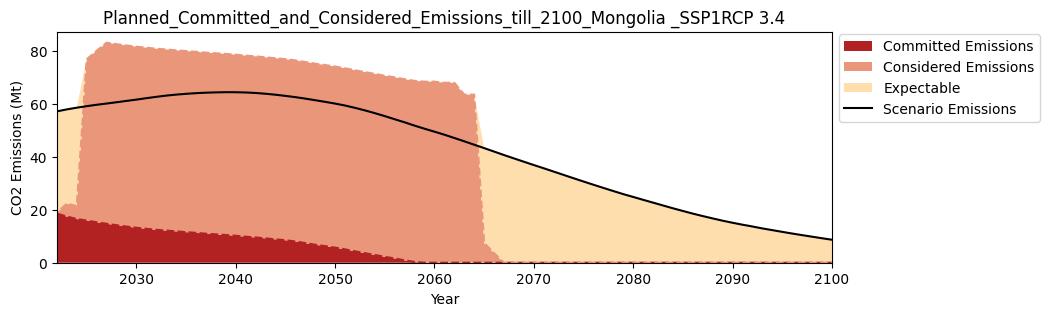 Planned_Committed_and_Considered_Emissions_till_2100_Mongolia _SSP1RCP 3.4
CO2 Emissions (Mt)
80
60
40
20
0
2030 2040 2050 2060 2070 2080 2090 2100
Year
Committed Emissions
Considered Emissions
Expectable
Scenario Emissions